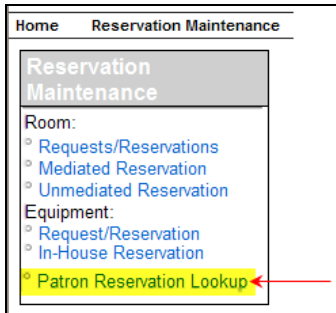 Home Reservation Maintenance
Reservation
Maintenance
Room:
Requests/Reservations
Mediated Reservation
Unmediated Reservation
Equipment:
Request/Reservation
In-House Reservation
Patron Reservation Lookup